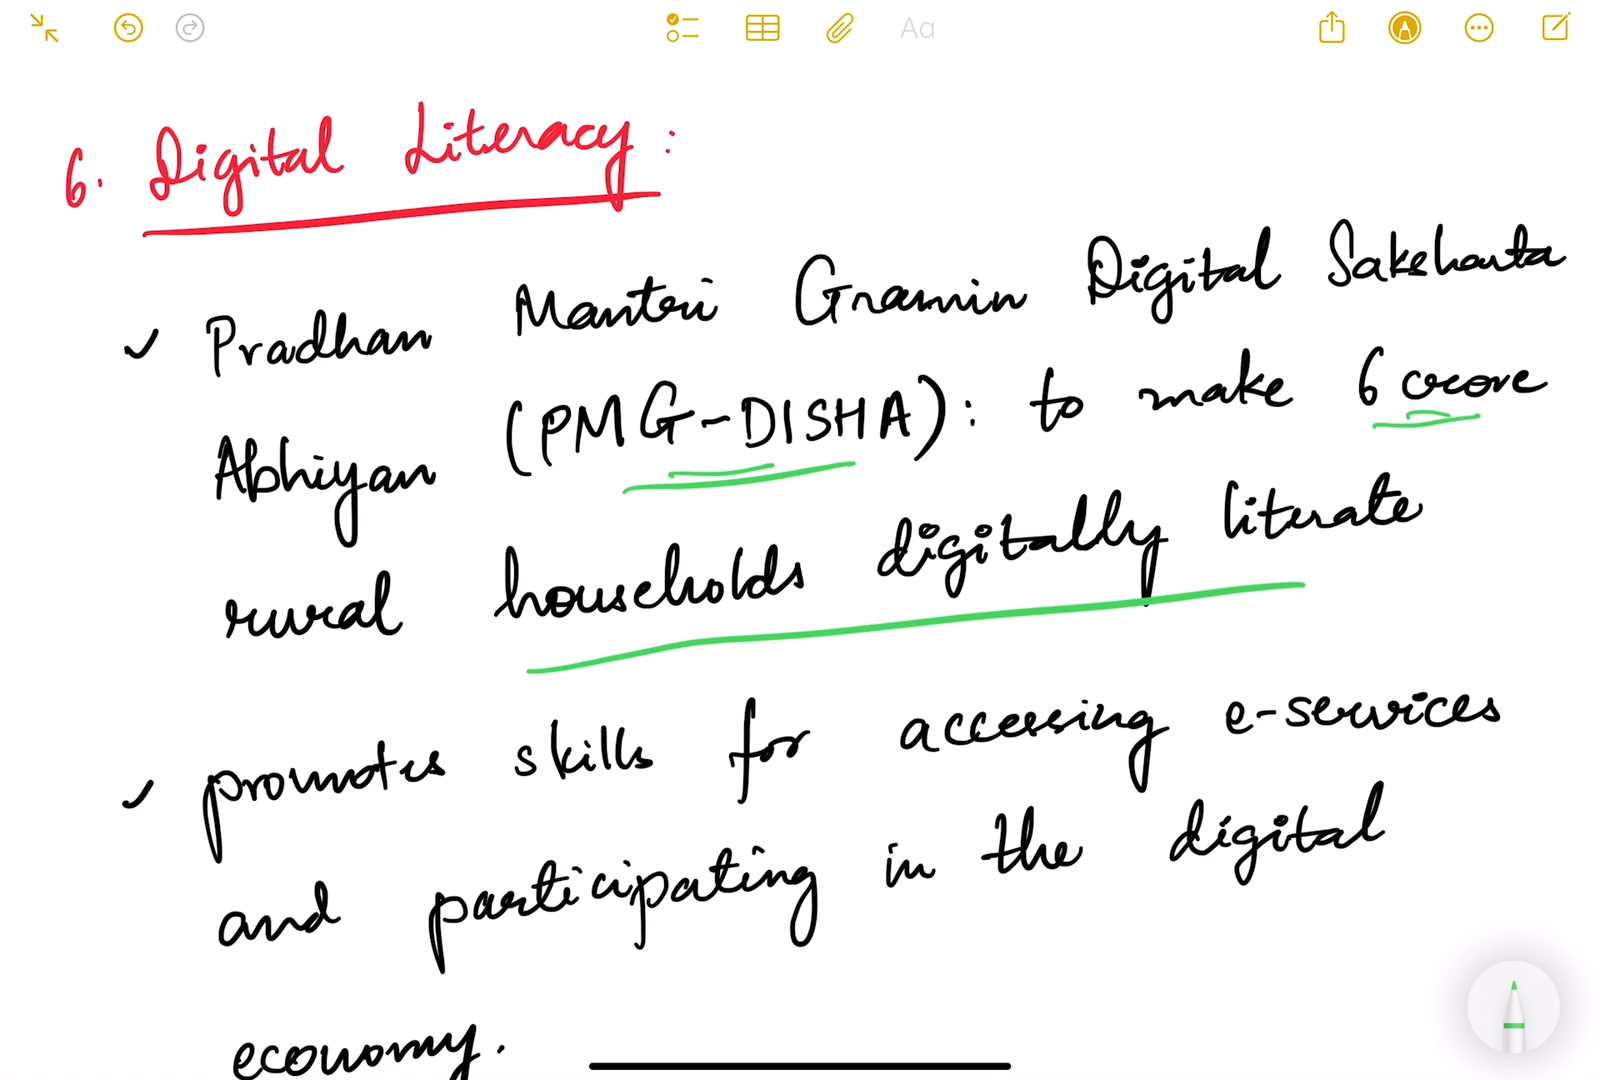 Aa
6. Digital Literacy:
✓ Pradhan Mantri Gramin Digital Saksharta
Abhiyan (PMG-DISHA): to make 6 crore
rural households digitally literate
✓ promotes skills for accessing e-services
and participating in the digital
economy.